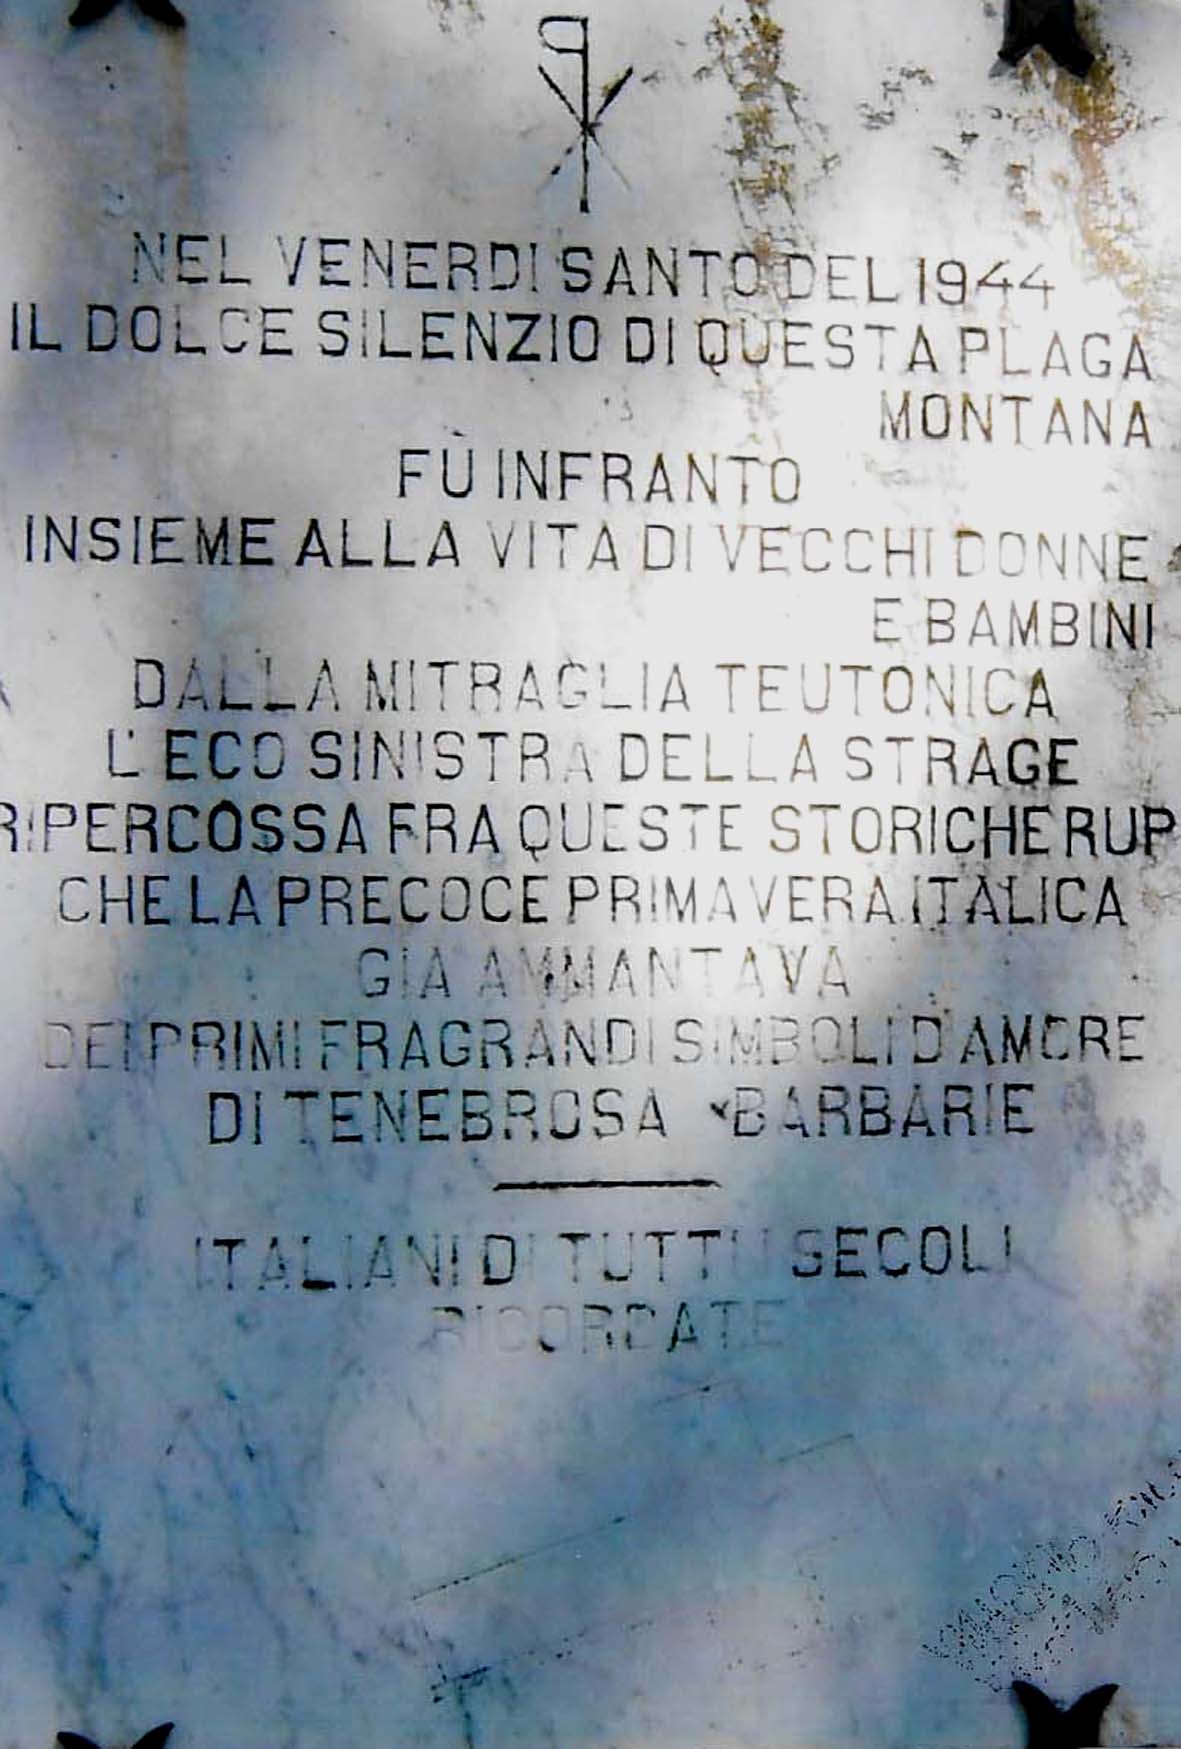 NEL VENERDI SANTO DEL 1944
IL DOLCE SILENZIO DI QUESTA PLAGA
MONTANA
FÙ INFRANTO
INSIEME ALLA VITA DI VECCHI DONNE
E BAMBINI
DALLA MITRAGLIA TEUTONICA
L'ECO SINISTRA DELLA STRAGE
RIPERCOSSA FRA QUESTE STORICHE RUP
CHE LA PRECOCE PRIMAVERA ITALICA
GIA AMMANTAVA
DEI PRIMI FRAGRANDI SIMBOLI D'AMORE
DI TENEBROSA BARBARIE
ITALIANI DI TUTTI I SECOLI
RICORDATE